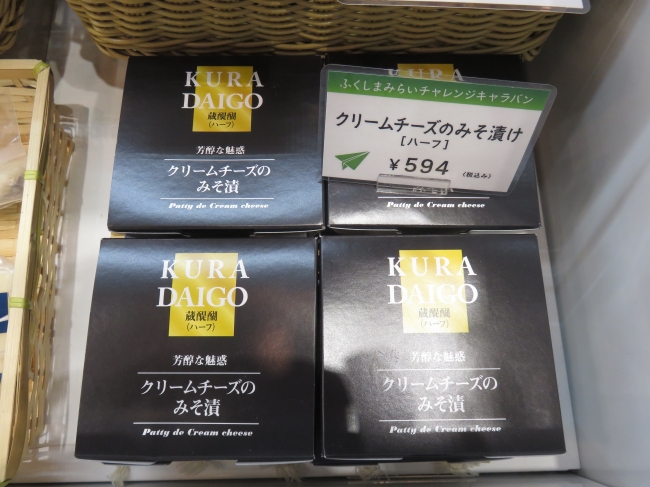 KURA
DAIGO
蔵醍醐
(ハーフ)
芳醇な魅惑
クリームチーズの
みそ漬
Patty de Cream cheese
KURA
DAIGO
Patty de Cream cheese
ふくしまみらいチャレンジキャラバン
クリームチーズのみそ漬け
[ハーフ]
¥594
(税込み)
KURA
DAIGO
蔵醍醐
(ハーフ)
芳醇な魅惑
クリームチーズの
みそ漬
Patty de Cream cheese
KURA
DAIGO
蔵醍醐
(ハーフ)
芳醇な魅惑
クリームチーズの
みそ漬
Patty de Cream cheese